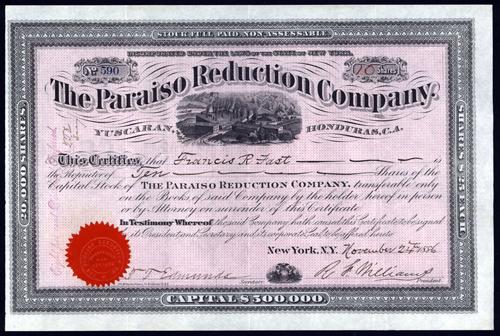 STOCK FULL PAID, NON-ASSESSABLE.
INCORPORATED UNDER THE LAWS OF THE STATE OF NEW YORK.
No 590
10 Shares
The Paraiso Reduction Company,
YUSCARAN, HONDURAS, C.A.
This Certifies that Francis R. Fast is
the Proprietor of Ten Shares of the
Capital Stock of THE PARAISO REDUCTION COMPANY, transferable only
on the Books of said Company by the holder thereof in person
or by Attorney on surrender of this Certificate.
In Testimony Whereof the said Company hath caused this Certificate to be signed
by its President and Secretary and its corporate Seal to be affixed hereto
New York, N.Y. November 24th 1886
Edmunds
Secretary
R. F. Williams
President
20,000 SHARES.
SHARES $25 EACH
CAPITAL $500,000.